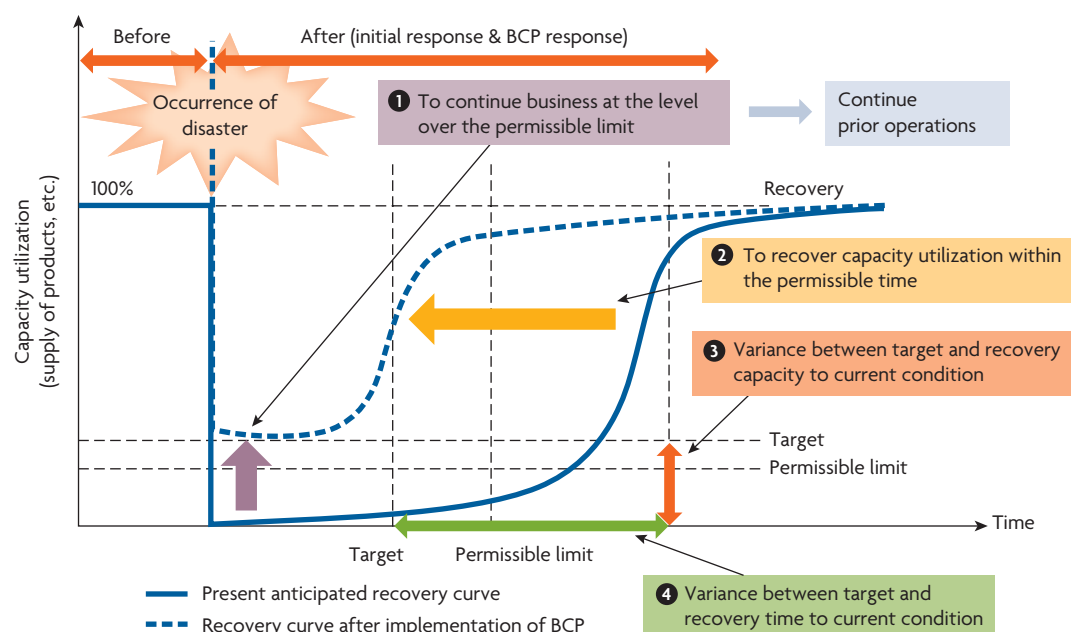 Before
After (initial response & BCP response)
Occurrence of
disaster
❶ To continue business at the level
over the permissible limit
Continue
prior operations
100%
Recovery
Capacity utilization
(supply of products, etc.)
❷ To recover capacity utilization within
the permissible time
❸ Variance between target and recovery
capacity to current condition
Target
Permissible limit
Time
Target
Permissible limit
Present anticipated recovery curve
Recovery curve after implementation of BCP
❹ Variance between target and
recovery time to current condition